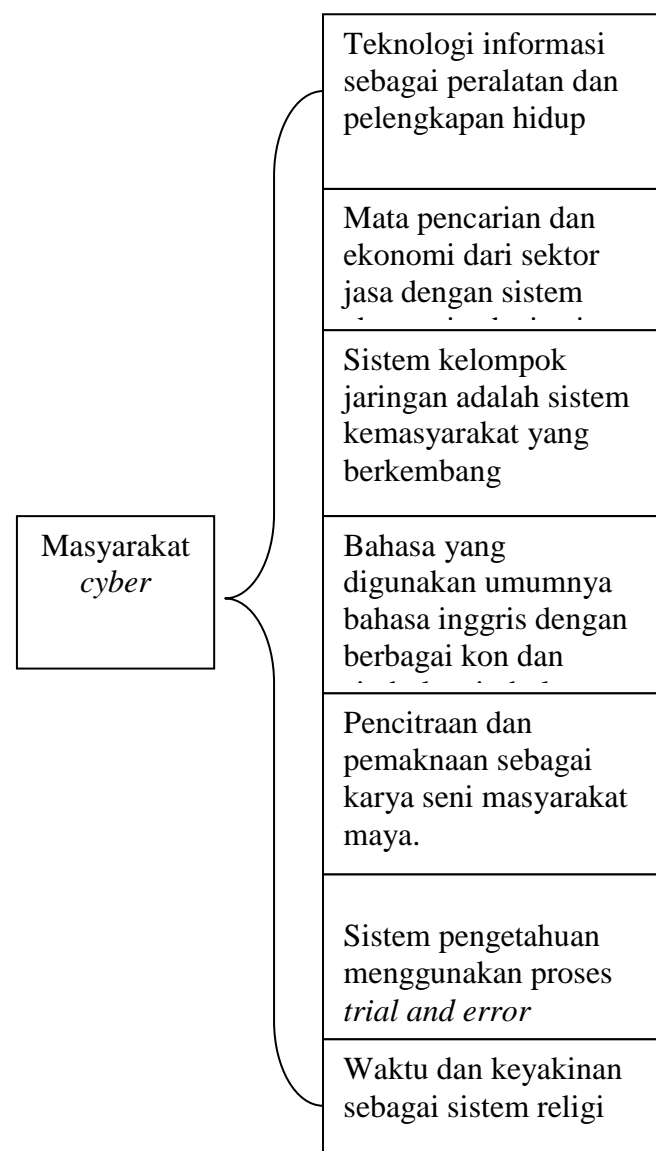 Teknologi informasi
sebagai peralatan dan
pelengkapan hidup
Mata pencarian dan
ekonomi dari sektor
jasa dengan sistem
Sistem kelompok
jaringan adalah sistem
kemasyarakat yang
berkembang
Masyarakat
cyber
Bahasa yang
digunakan umumnya
bahasa inggris dengan
berbagai kon dan
Pencitraan dan
pemaknaan sebagai
karya seni masyarakat
maya.
Sistem pengetahuan
menggunakan proses
trial and error
Waktu dan keyakinan
sebagai sistem religi